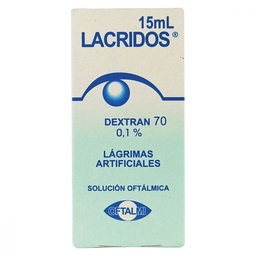 15mL
LACRIDOS®
DEXTRAN 70
0,1 %
LÁGRIMAS
ARTIFICIALES
SOLUCIÓN OFTÁLMICA
OFTALMI